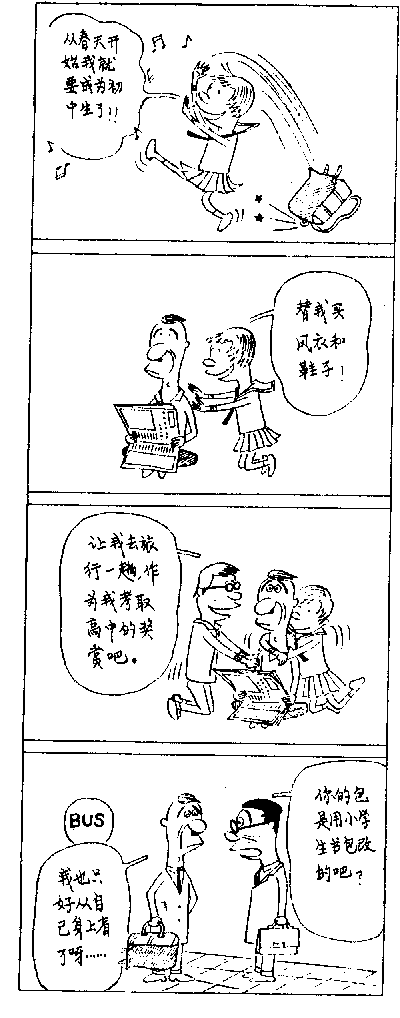 从春天开
始我就
要成为初
中生了!!
替我买
风衣和
鞋子!
让我去旅
行一趟,作
为我考取
高中的奖
赏吧。
BUS
你的包
是用小学
生书包改
的吧?
我也只
好从自
己身上省
了呀……